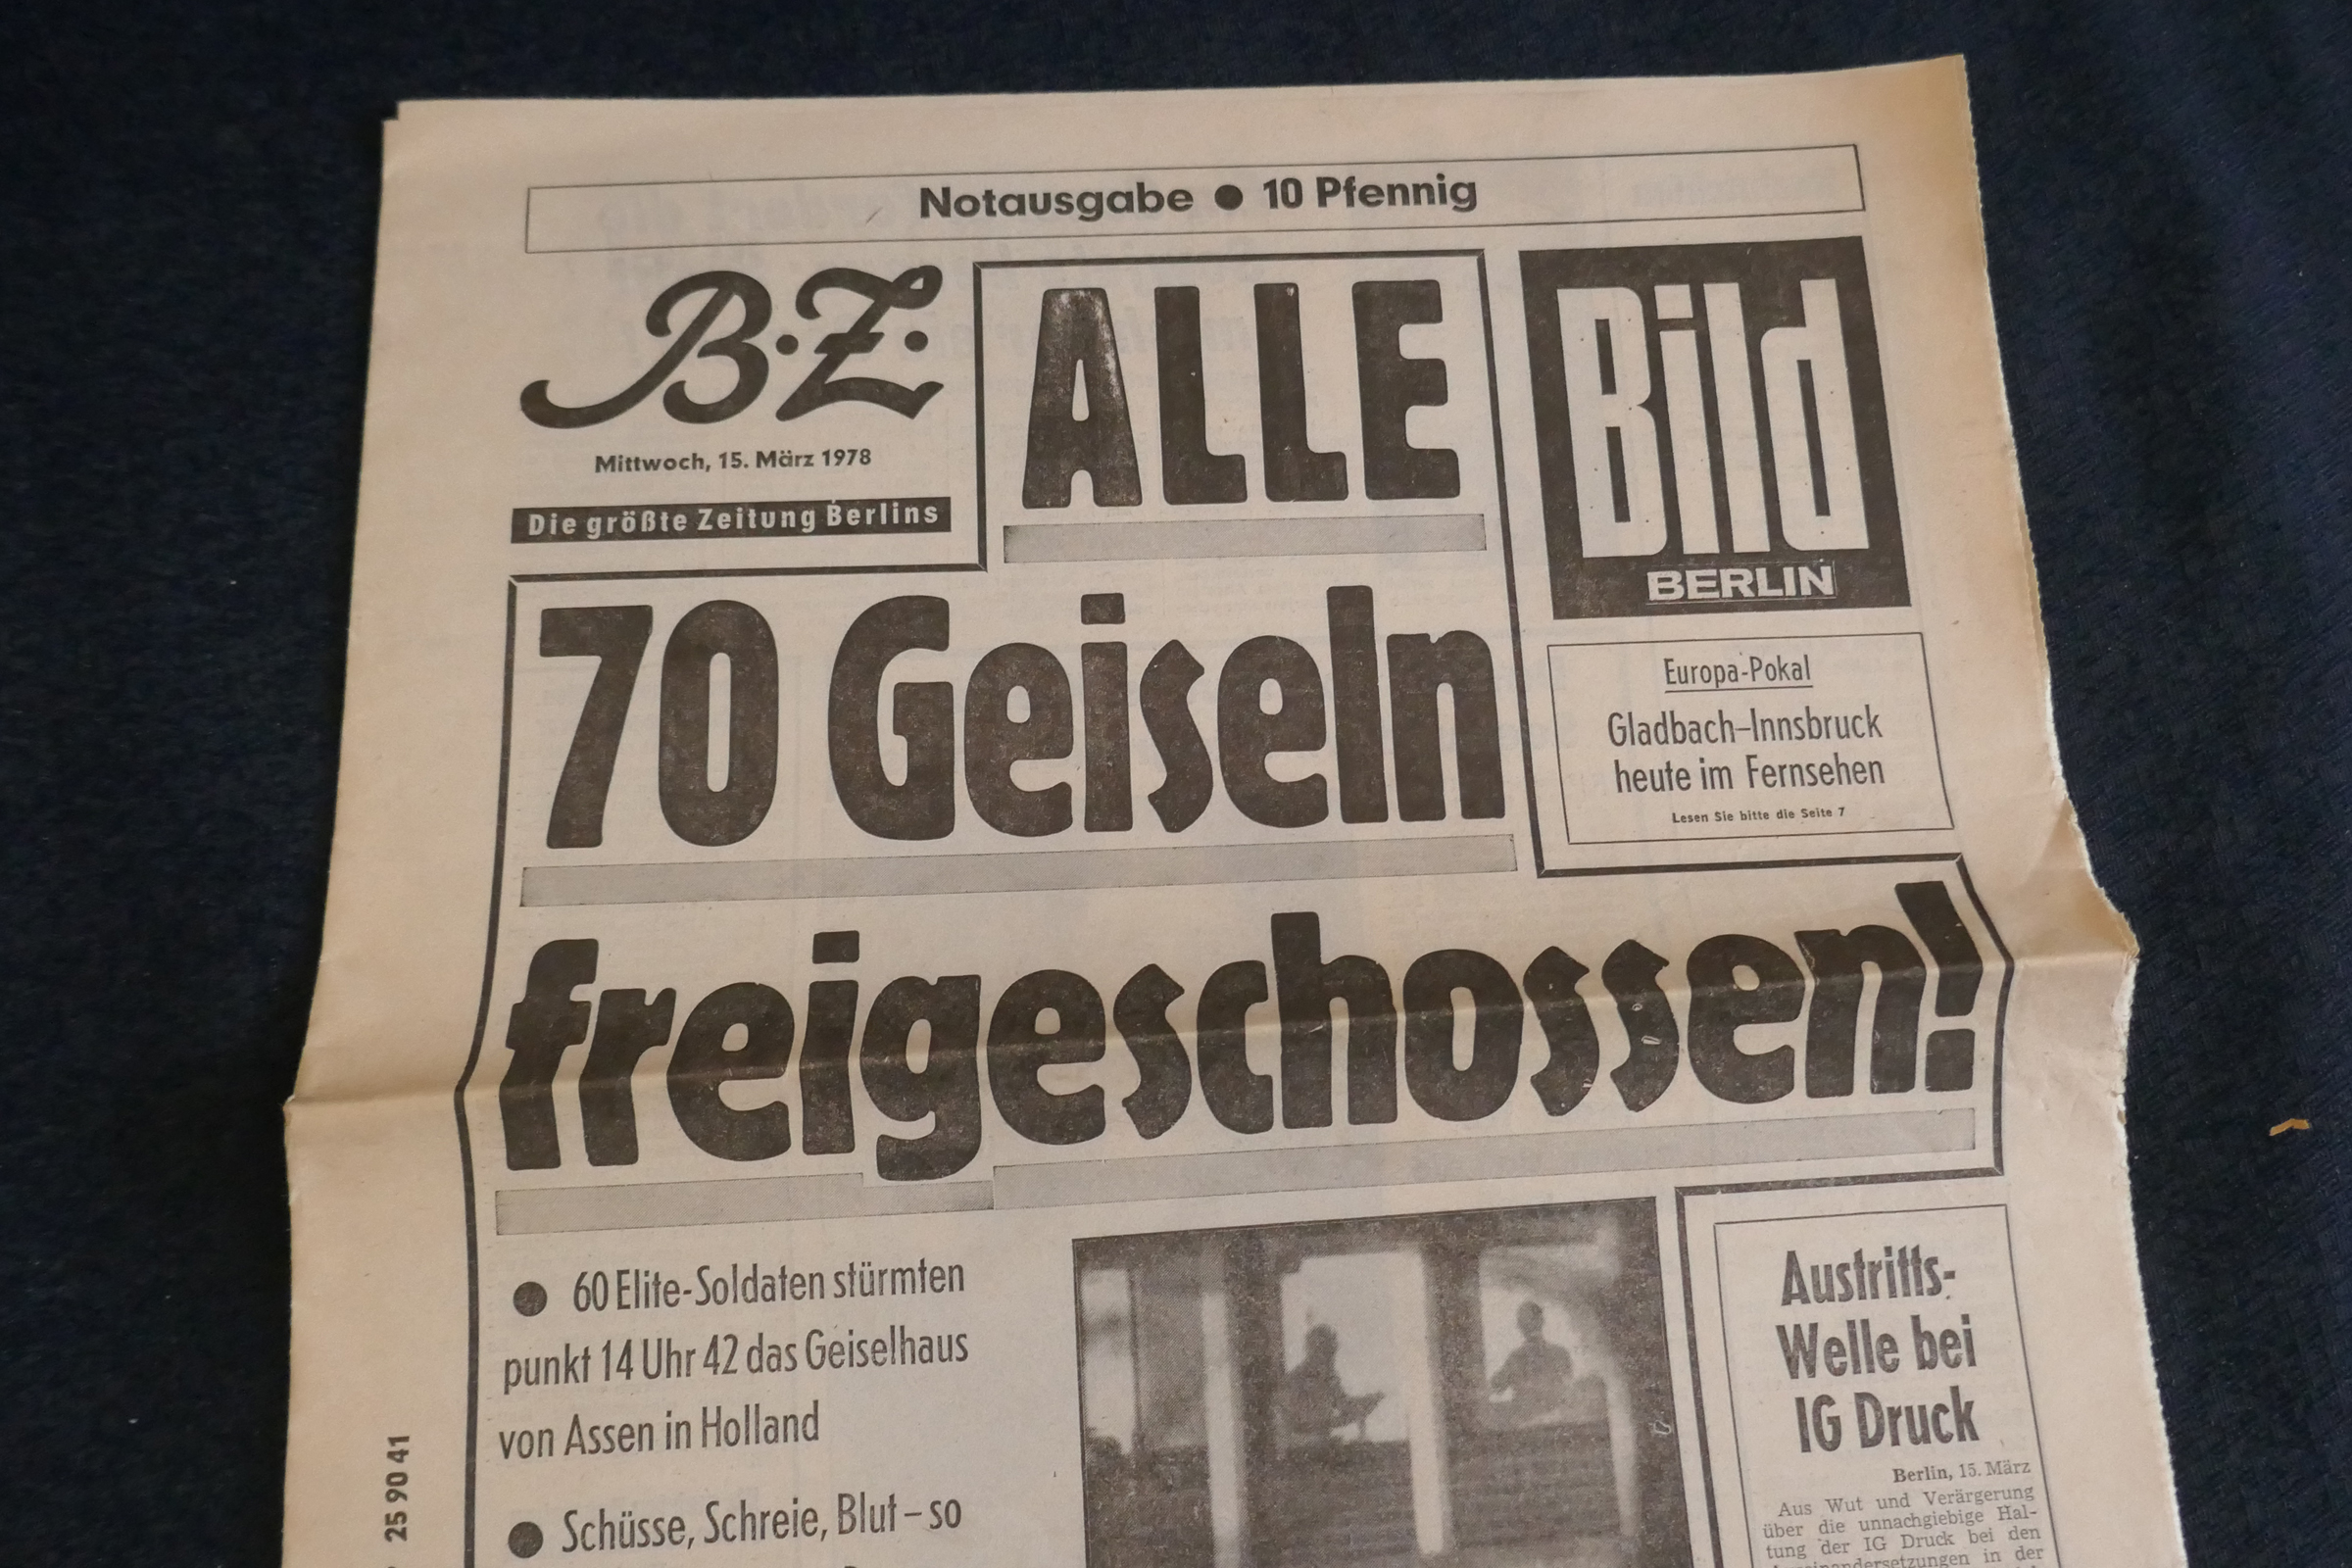 Notausgabe ● 10 Pfennig
B.Z.
Mittwoch, 15. März 1978
Die größte Zeitung Berlins
ALLE
70 Geiseln
freigeschossen!
Bild
BERLIN
Europa-Pokal
Gladbach–Innsbruck
heute im Fernsehen
Lesen Sie bitte die Seite 7
● 60 Elite-Soldaten stürmten
punkt 14 Uhr 42 das Geiselhaus
von Assen in Holland
● Schüsse, Schreie, Blut – so
Austritts-
Welle bei
IG Druck
Berlin, 15. März
Aus Wut und Verärgerung
über die unnachgiebige Hal-
tung der IG Druck bei den
in der
25 90 41